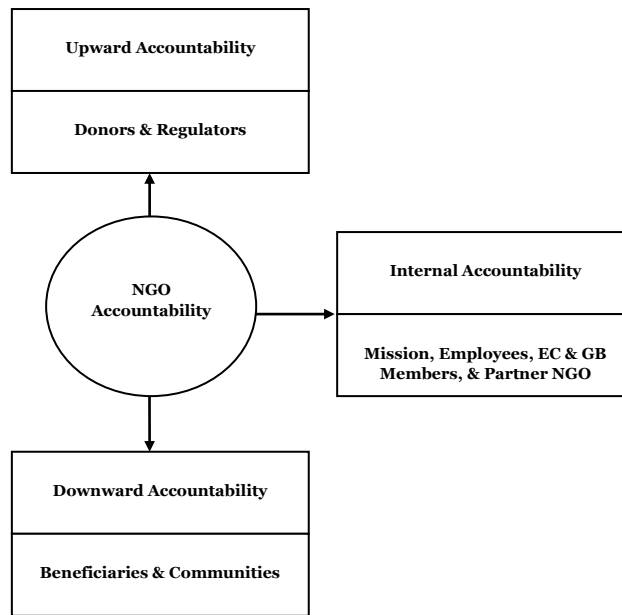 Upward Accountability
Donors & Regulators
NGO
Accountability
Internal Accountability
Mission, Employees, EC & GB
Members, & Partner NGO
Downward Accountability
Beneficiaries & Communities